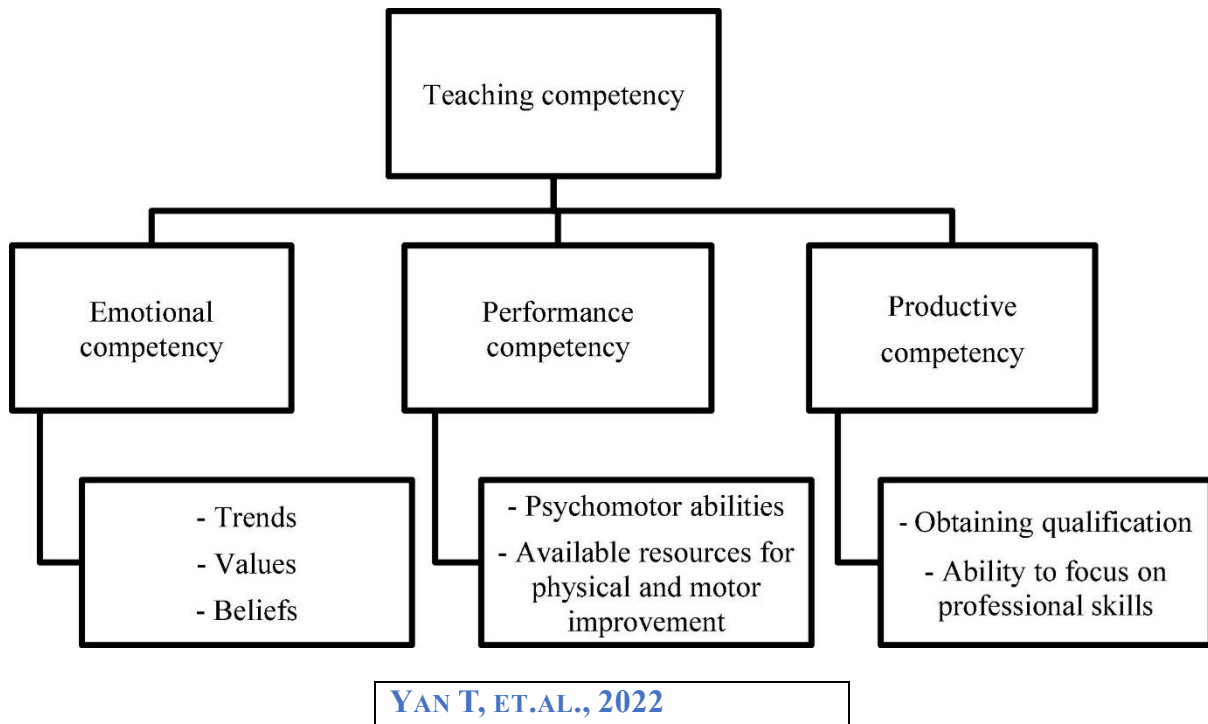 Teaching competency
Emotional
competency
Performance
competency
Productive
competency
- Trends
- Values
- Beliefs
- Psychomotor abilities
- Available resources for
physical and motor
improvement
- Obtaining qualification
- Ability to focus on
professional skills
YAN T, ET.AL., 2022